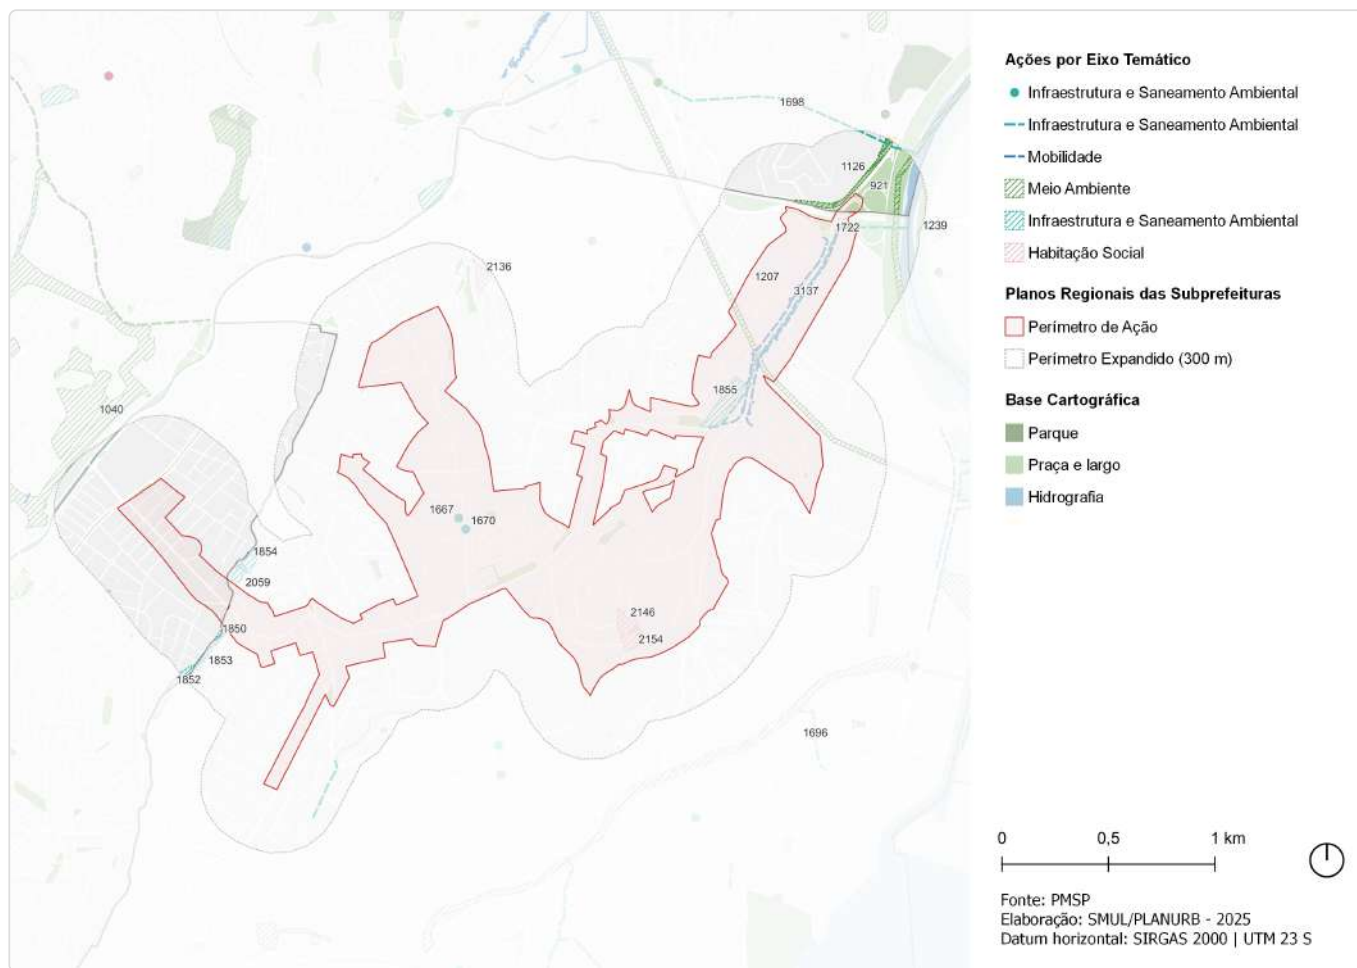 Ações por Eixo Temático
Infraestrutura e Saneamento Ambiental
Infraestrutura e Saneamento Ambiental
Mobilidade
Meio Ambiente
Infraestrutura e Saneamento Ambiental
Habitação Social
Planos Regionais das Subprefeituras
Perímetro de Ação
Perímetro Expandido (300 m)
Base Cartográfica
Parque
Praça e largo
Hidrografia
1698
1126
921
1722
1239
2136
1207
3137
1855
1040
1667
1670
1854
2059
2146
1850
2154
1853
1852
1696
0 0,5 1 km
Fonte: PMSP
Elaboração: SMUL/PLANURB - 2025
Datum horizontal: SIRGAS 2000 | UTM 23 S